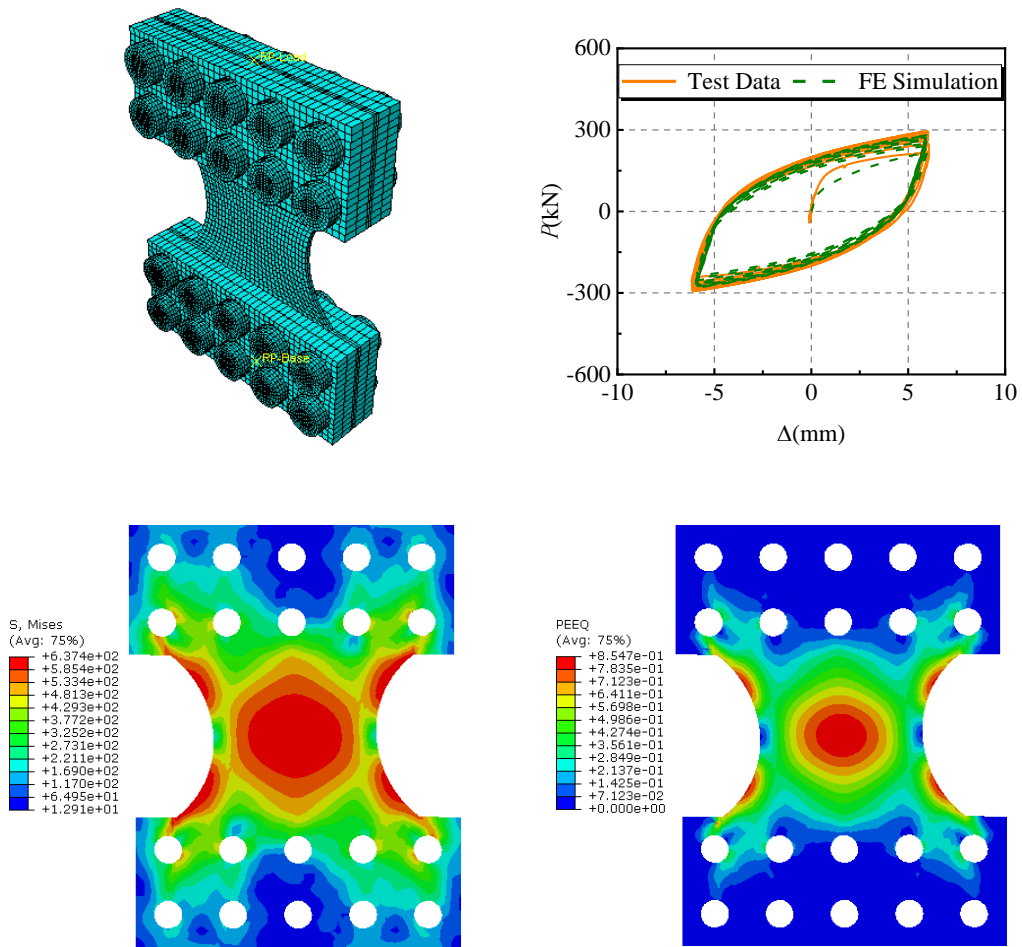 RP-Load
RP-Base
Test Data FE Simulation
600
300
0
-300
-600
P(kN)
-10 -5 0 5 10
Δ(mm)
S, Mises
(Avg: 75%)
+6.374e+02
+5.854e+02
+5.334e+02
+4.813e+02
+4.293e+02
+3.772e+02
+3.252e+02
+2.731e+02
+2.211e+02
+1.690e+02
+1.170e+02
+6.495e+01
+1.291e+01
PEEQ
(Avg: 75%)
+8.547e-01
+7.835e-01
+7.123e-01
+6.411e-01
+5.698e-01
+4.986e-01
+4.274e-01
+3.561e-01
+2.849e-01
+2.137e-01
+1.425e-01
+7.123e-02
+0.000e+00